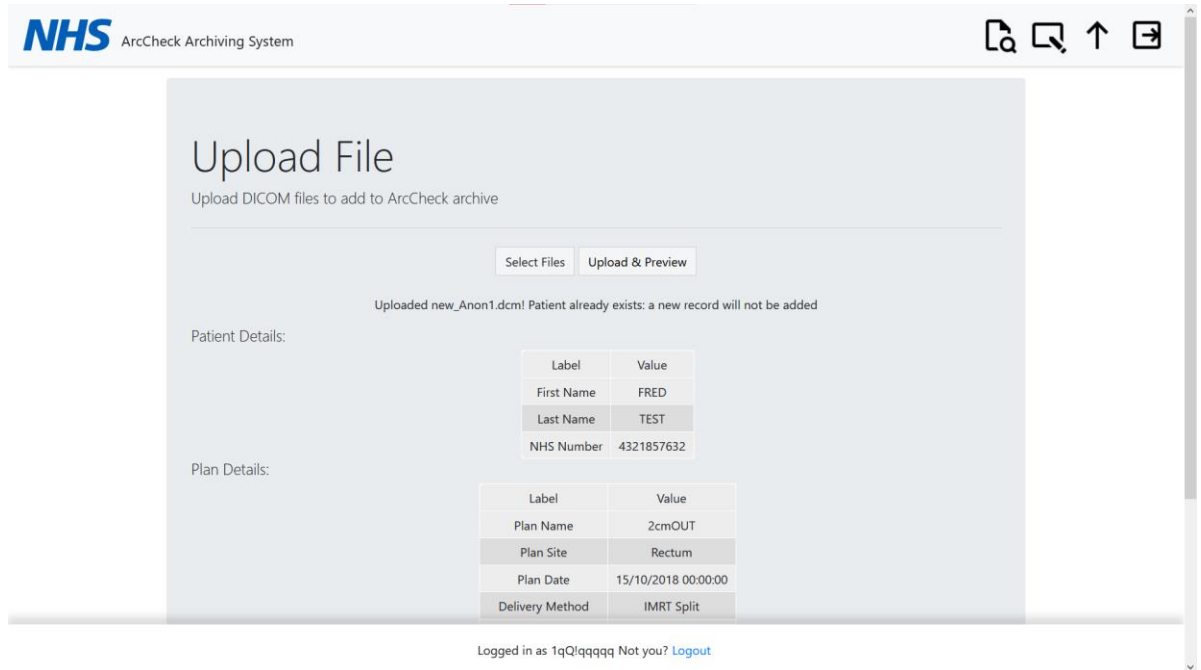 NHS ArcCheck Archiving System
Upload File
Upload DICOM files to add to ArcCheck archive
Select Files Upload & Preview
Uploaded new_Anon1.dcm! Patient already exists: a new record will not be added
Patient Details:
Label Value
First Name FRED
Last Name TEST
NHS Number 4321857632
Plan Details:
Label Value
Plan Name 2cmOUT
Plan Site Rectum
Plan Date 15/10/2018 00:00:00
Delivery Method IMRT Split
Logged in as 1qQ!qqqqq Not you? Logout